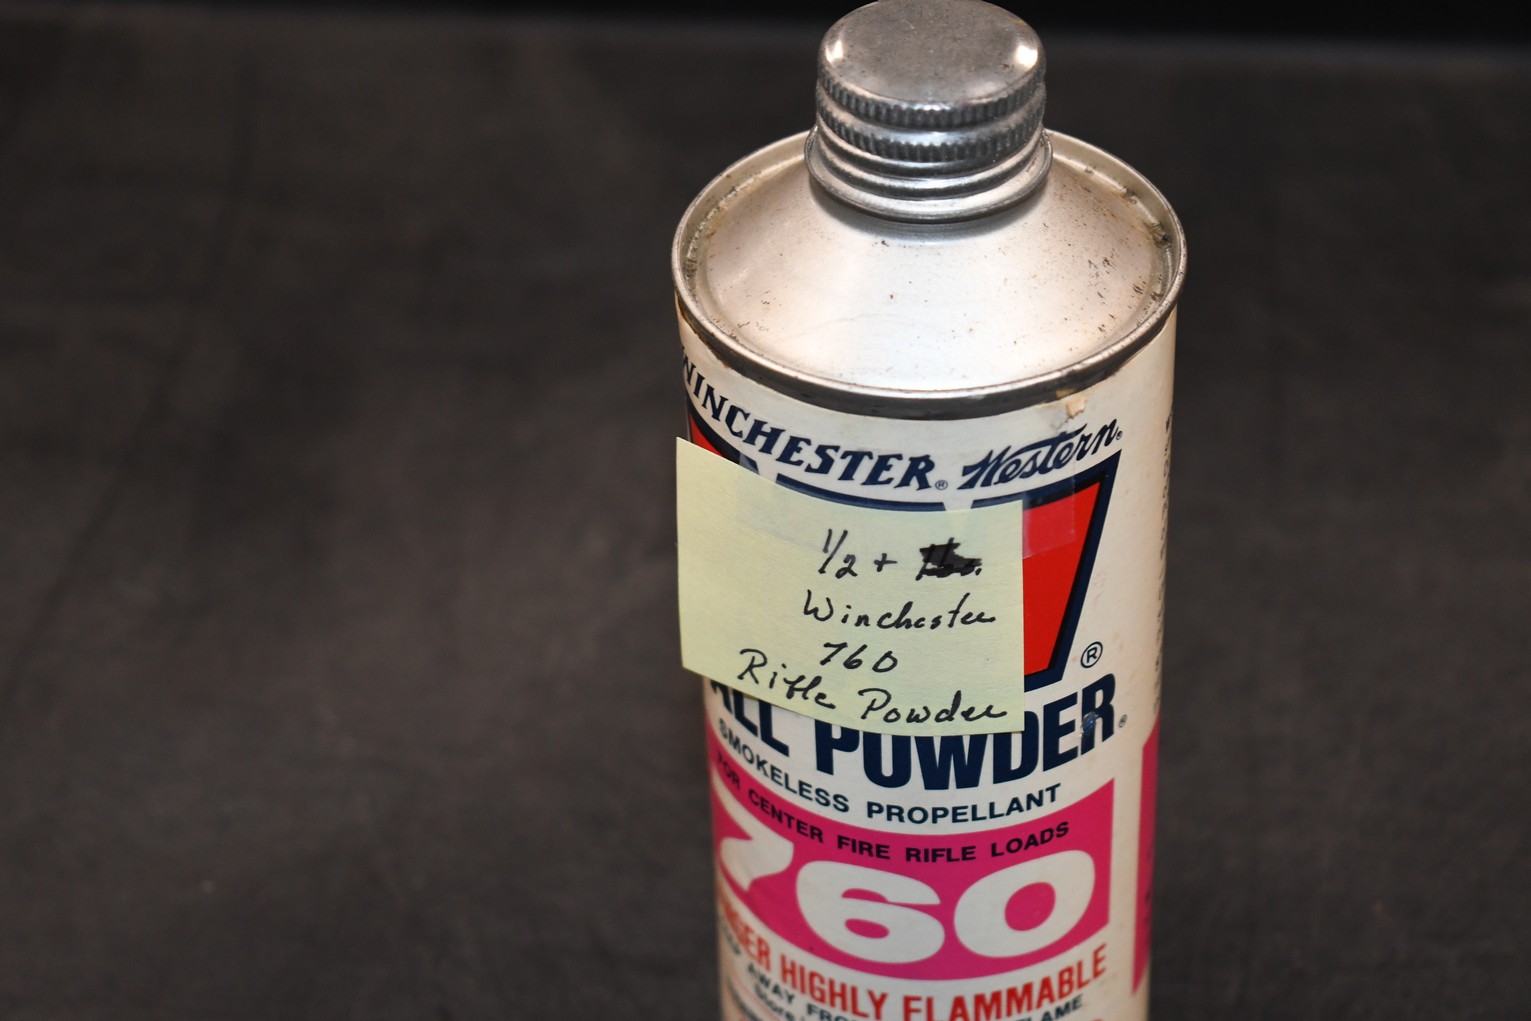 WINCHESTER® Western®
1/2 +
Winchester
760
Rifle Powder
®
ALL POWDER®
SMOKELESS PROPELLANT
FOR CENTER FIRE RIFLE LOADS
760
HIGHLY FLAMMABLE
AWAY